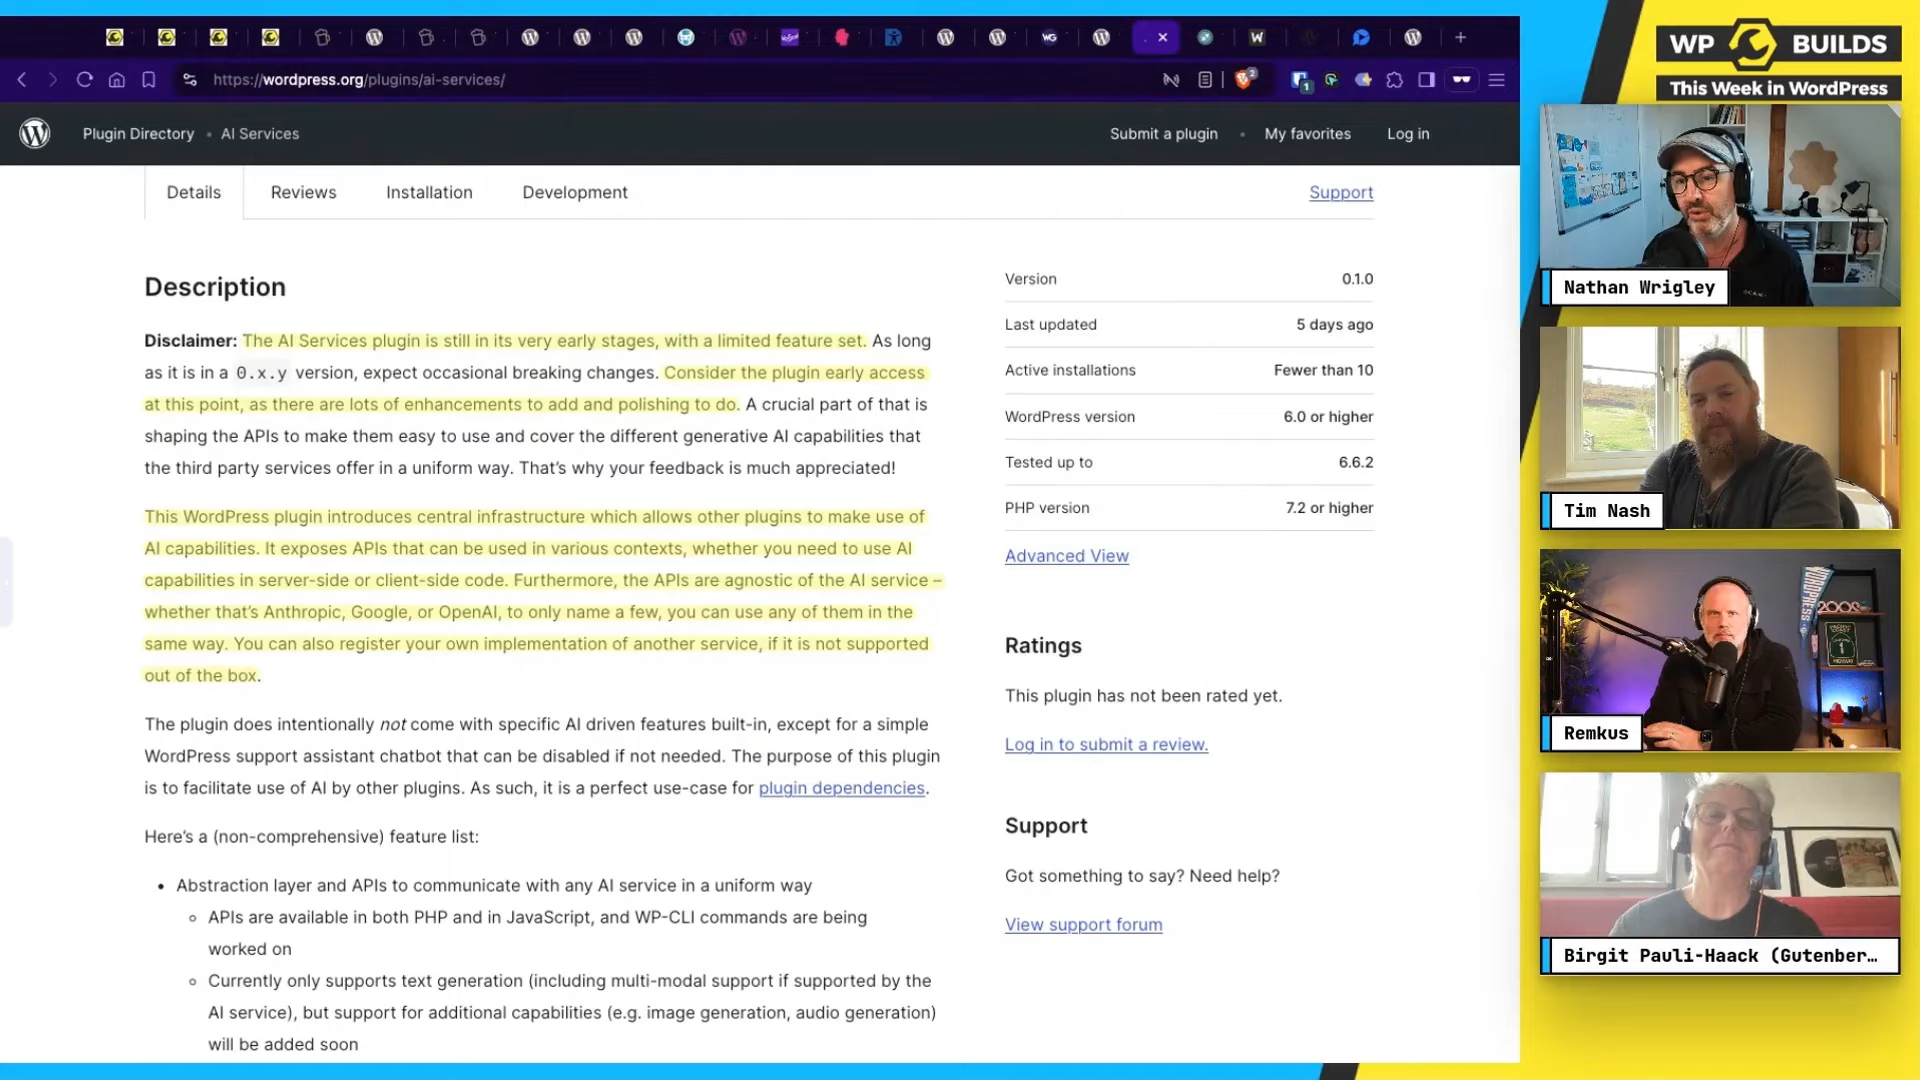 https://wordpress.org/plugins/ai-services/
2
1
WP BUILDS
This Week in WordPress
Plugin Directory • AI Services
Submit a plugin • My favorites Log in
Details Reviews Installation Development Support
Description
Disclaimer: The AI Services plugin is still in its very early stages, with a limited feature set. As long
as it is in a 0.x.y version, expect occasional breaking changes. Consider the plugin early access
at this point, as there are lots of enhancements to add and polishing to do. A crucial part of that is
shaping the APIs to make them easy to use and cover the different generative AI capabilities that
the third party services offer in a uniform way. That’s why your feedback is much appreciated!
This WordPress plugin introduces central infrastructure which allows other plugins to make use of
AI capabilities. It exposes APIs that can be used in various contexts, whether you need to use AI
capabilities in server-side or client-side code. Furthermore, the APIs are agnostic of the AI service –
whether that’s Anthropic, Google, or OpenAI, to only name a few, you can use any of them in the
same way. You can also register your own implementation of another service, if it is not supported
out of the box.
The plugin does intentionally not come with specific AI driven features built-in, except for a simple
WordPress support assistant chatbot that can be disabled if not needed. The purpose of this plugin
is to facilitate use of AI by other plugins. As such, it is a perfect use-case for plugin dependencies.
Here’s a (non-comprehensive) feature list:
• Abstraction layer and APIs to communicate with any AI service in a uniform way
◦ APIs are available in both PHP and in JavaScript, and WP-CLI commands are being
worked on
◦ Currently only supports text generation (including multi-modal support if supported by the
AI service), but support for additional capabilities (e.g. image generation, audio generation)
will be added soon
Version 0.1.0
Last updated 5 days ago
Active installations Fewer than 10
WordPress version 6.0 or higher
Tested up to 6.6.2
PHP version 7.2 or higher
Advanced View
Ratings
This plugin has not been rated yet.
Log in to submit a review.
Support
Got something to say? Need help?
View support forum
Nathan Wrigley
Tim Nash
Remkus
Birgit Pauli-Haack (Gutenber…